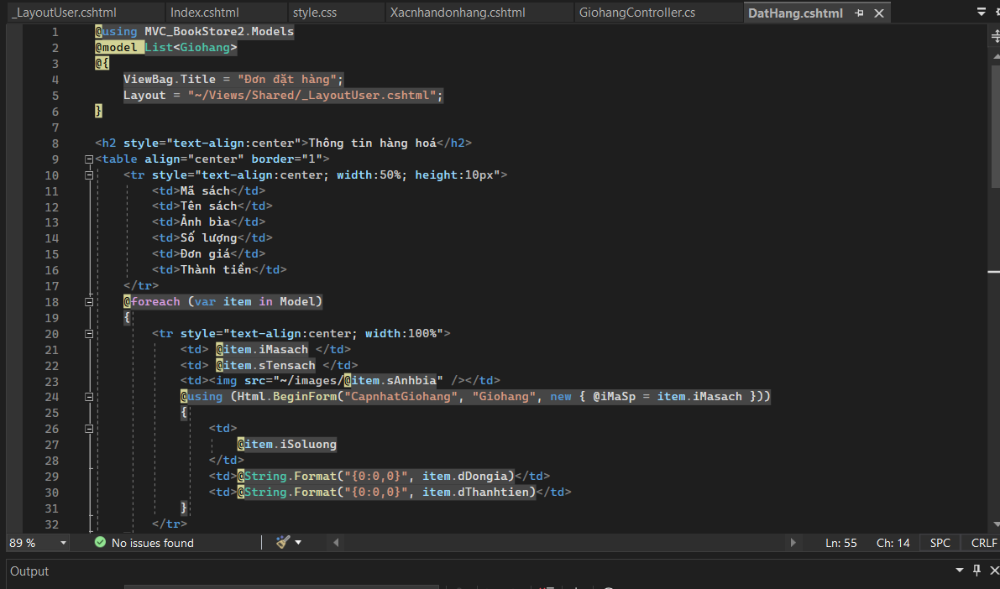 _LayoutUser.cshtml Index.cshtml style.css Xacnhandonhang.cshtml GiohangController.cs DatHang.cshtml
1 @using MVC_BookStore2.Models
2 @model List<Giohang>
3 @{
4 ViewBag.Title = "Đơn đặt hàng";
5 Layout = "~/Views/Shared/_LayoutUser.cshtml";
6 }
7
8 <h2 style="text-align:center">Thông tin hàng hoá</h2>
9 <table align="center" border="1">
10 <tr style="text-align:center; width:50%; height:10px">
11 <td>Mã sách</td>
12 <td>Tên sách</td>
13 <td>Ảnh bìa</td>
14 <td>Số lượng</td>
15 <td>Đơn giá</td>
16 <td>Thành tiền</td>
17 </tr>
18 @foreach (var item in Model)
19 {
20 <tr style="text-align:center; width:100%">
21 <td> @item.iMasach </td>
22 <td> @item.sTensach </td>
23 <td><img src="~/images/@item.sAnhbia" /></td>
24 @using (Html.BeginForm("CapnhatGiohang", "Giohang", new { @iMaSp = item.iMasach }))
25 {
26 <td>
27 @item.iSoluong
28 </td>
29 <td>@String.Format("{0:0,0}", item.dDongia)</td>
30 <td>@String.Format("{0:0,0}", item.dThanhtien)</td>
31 }
32 </tr>
89 % No issues found Ln: 55 Ch: 14 SPC CRLF
Output